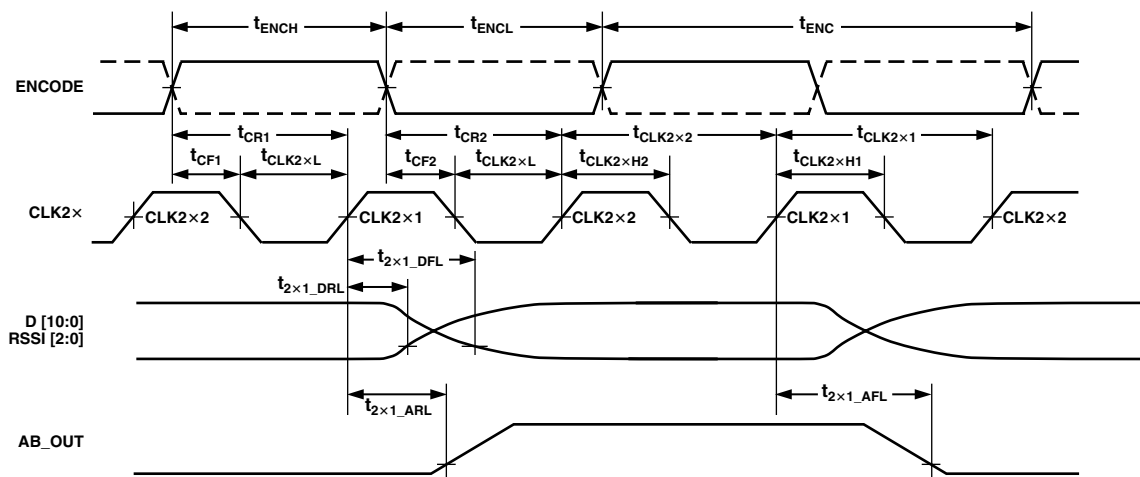 tENCH tENCL tENC
ENCODE
tCR1 tCR2 tCLK2×2 tCLK2×1
tCF1 tCLK2×L tCF2 tCLK2×L tCLK2×H2 tCLK2×H1
CLK2× CLK2×2 CLK2×1 CLK2×2 CLK2×1 CLK2×2
t2×1_DFL
t2×1_DRL
D [10:0]
RSSI [2:0]
t2×1_ARL t2×1_AFL
AB_OUT